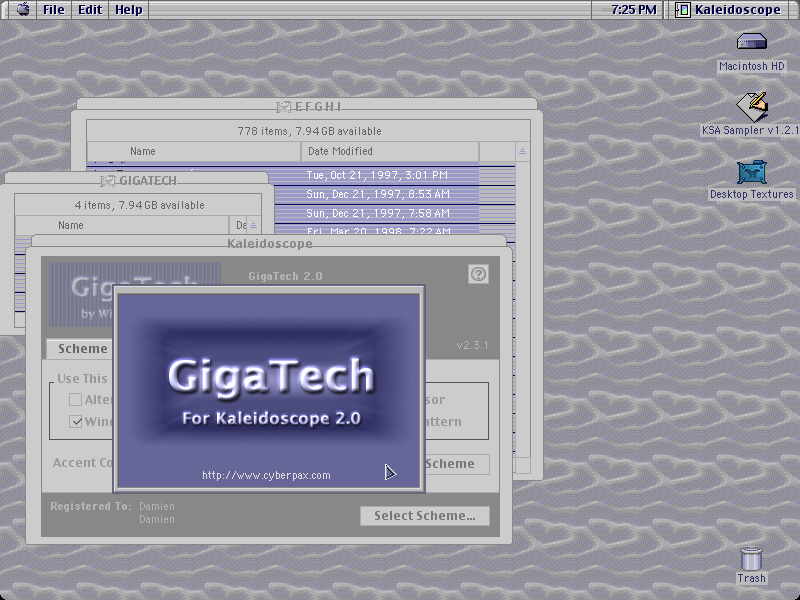 File Edit Help 7:25 PM Kaleidoscope
Macintosh HD
KSA Sampler v1.2.1
Desktop Textures
Trash
E F G H I
778 items, 7.94 GB available
Name Date Modified
Tue, Oct 21, 1997, 3:01 PM
Sun, Dec 21, 1997, 8:53 AM
Sun, Dec 21, 1997, 7:58 AM
Fri, Mar 20, 1998, 7:22 AM
GIGATECH
4 items, 7.94 GB available
Name Da
Kaleidoscope
GigaTech
by Wi
GigaTech 2.0
v2.3.1
Scheme
Use This
Alter
Wind
sor
attern
Accent Co
Scheme
GigaTech
For Kaleidoscope 2.0
http://www.cyberpax.com
Registered To: Damien
Damien
Select Scheme...